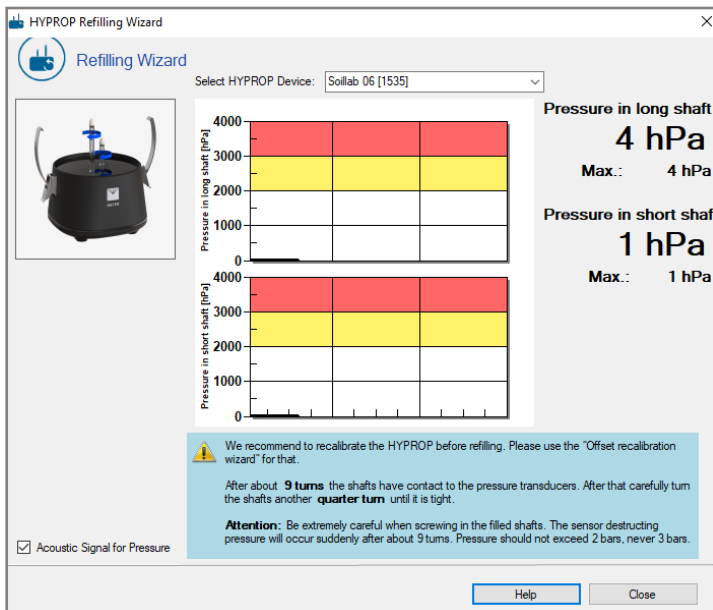 HYPROP Refilling Wizard
Refilling Wizard
Select HYPROP Device: Soillab 06 [1535]
Pressure in long shaft
4 hPa
Max.: 4 hPa
Pressure in short shaf
1 hPa
Max.: 1 hPa
Pressure in long shaft [hPa]
4000
3000
2000
1000
0
Pressure in short shaft [hPa]
4000
3000
2000
1000
0
We recommend to recalibrate the HYPROP before refilling. Please use the "Offset recalibration
wizard" for that.
After about 9 turns the shafts have contact to the pressure transducers. After that carefully turn
the shafts another quarter turn until it is tight.
Attention: Be extremely careful when screwing in the filled shafts. The sensor destructing
pressure will occur suddenly after about 9 turns. Pressure should not exceed 2 bars, never 3 bars.
Acoustic Signal for Pressure
Help
Close